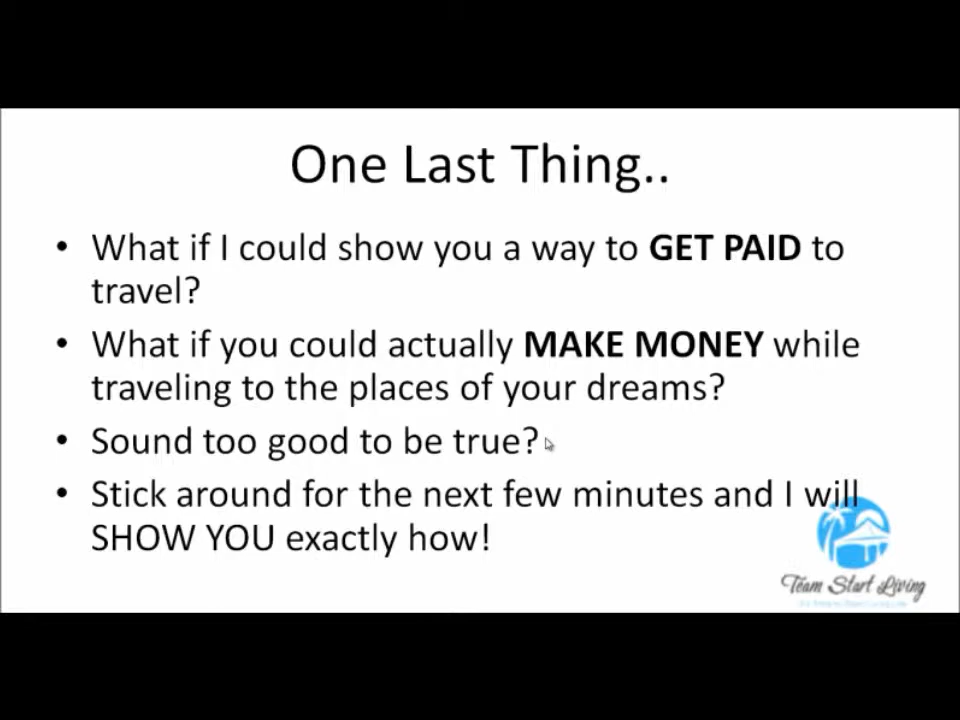 One Last Thing..
• What if I could show you a way to GET PAID to
travel?
• What if you could actually MAKE MONEY while
traveling to the places of your dreams?
• Sound too good to be true?
• Stick around for the next few minutes and I will
SHOW YOU exactly how!
Team Start Living